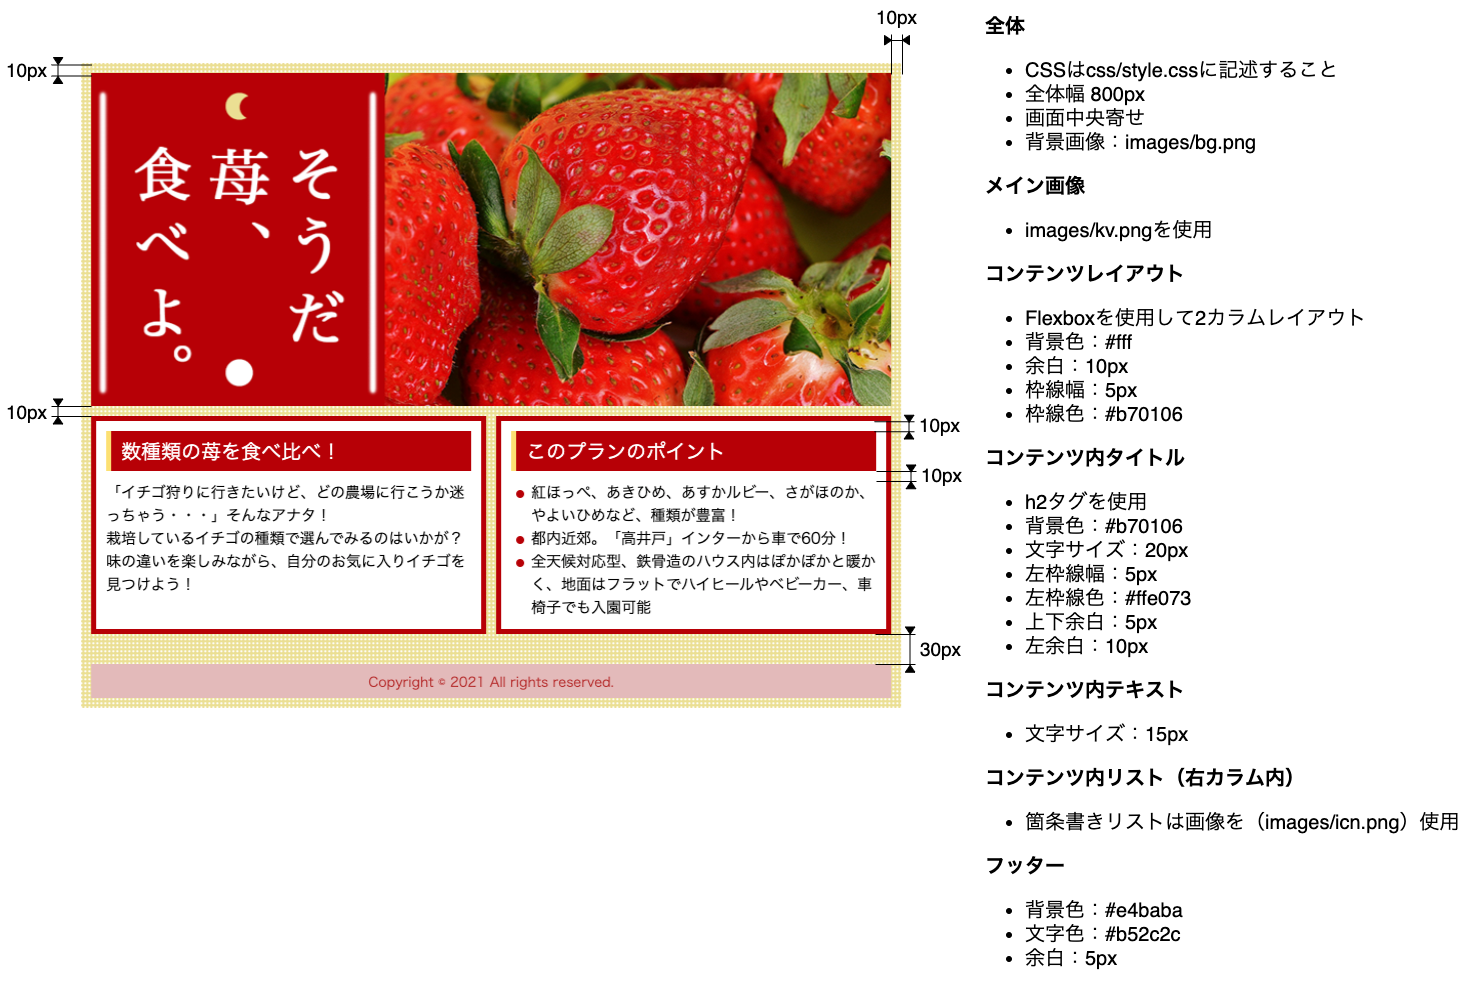 10px
10px
そうだ
苺、
食べよ。
10px
10px
10px
数種類の苺を食べ比べ！
「イチゴ狩りに行きたいけど、どの農場に行こうか迷
っちゃう・・・」そんなアナタ！
栽培しているイチゴの種類で選んでみるのはいかが？
味の違いを楽しみながら、自分のお気に入りイチゴを
見つけよう！
このプランのポイント
紅ほっぺ、あきひめ、あすかルビー、さがほのか、
やよいひめなど、種類が豊富！
都内近郊。「高井戸」インターから車で60分！
全天候対応型、鉄骨造のハウス内はぽかぽかと暖か
く、地面はフラットでハイヒールやベビーカー、車
椅子でも入園可能
30px
Copyright © 2021 All rights reserved.
全体
• CSSはcss/style.cssに記述すること
• 全体幅 800px
• 画面中央寄せ
• 背景画像：images/bg.png
メイン画像
• images/kv.pngを使用
コンテンツレイアウト
• Flexboxを使用して2カラムレイアウト
• 背景色：#fff
• 余白：10px
• 枠線幅：5px
• 枠線色：#b70106
コンテンツ内タイトル
• h2タグを使用
• 背景色：#b70106
• 文字サイズ：20px
• 左枠線幅：5px
• 左枠線色：#ffe073
• 上下余白：5px
• 左余白：10px
コンテンツ内テキスト
• 文字サイズ：15px
コンテンツ内リスト（右カラム内）
• 箇条書きリストは画像を（images/icn.png）使用
フッター
• 背景色：#e4baba
• 文字色：#b52c2c
• 余白：5px